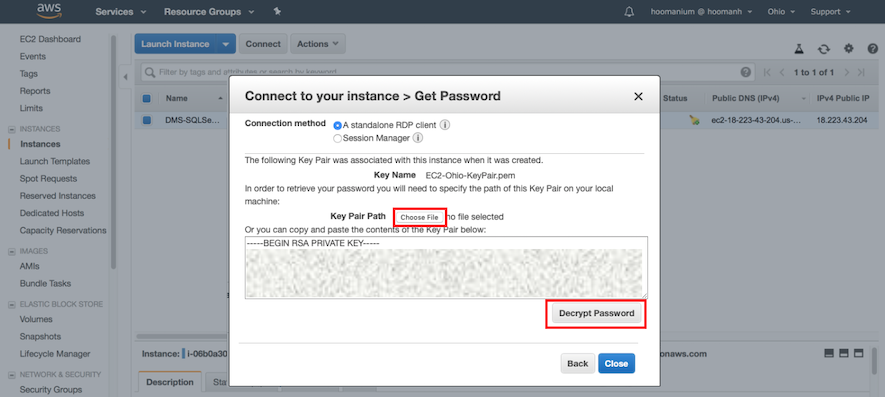 aws
Services
Resource Groups
hoomanium @ hoomanh
Ohio
Support
EC2 Dashboard
Events
Tags
Reports
Limits
INSTANCES
Instances
Launch Templates
Spot Requests
Reserved Instances
Dedicated Hosts
Capacity Reservations
IMAGES
AMIs
Bundle Tasks
ELASTIC BLOCK STORE
Volumes
Snapshots
Lifecycle Manager
NETWORK & SECURITY
Security Groups
Launch Instance
Connect
Actions
Filter by tags and attributes or search by keyword
1 to 1 of 1
Name
Status
Public DNS (IPv4)
IPv4 Public IP
DMS-SQLSe...
ec2-18-223-43-204.us-...
18.223.43.204
Connect to your instance > Get Password
Connection method
A standalone RDP client
Session Manager
The following Key Pair was associated with this instance when it was created.
Key Name EC2-Ohio-KeyPair.pem
In order to retrieve your password you will need to specify the path of this Key Pair on your local
machine:
Key Pair Path Choose File no file selected
Or you can copy and paste the contents of the Key Pair below:
-----BEGIN RSA PRIVATE KEY-----
Decrypt Password
Back
Close
Instance: i-06b0a30
onaws.com
Description
Sta